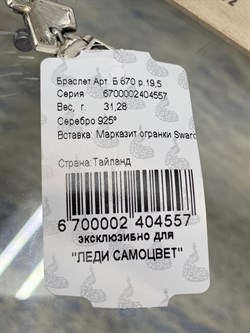 Браслет Арт. Б 670 р.19,5
Серия 6700002404557
Вес, г. 31,28
Серебро 925°
Вставка: Марказит огранки Swarc
Страна:Тайланд
6 700002 404557
эксклюзивно для
"ЛЕДИ САМОЦВЕТ"